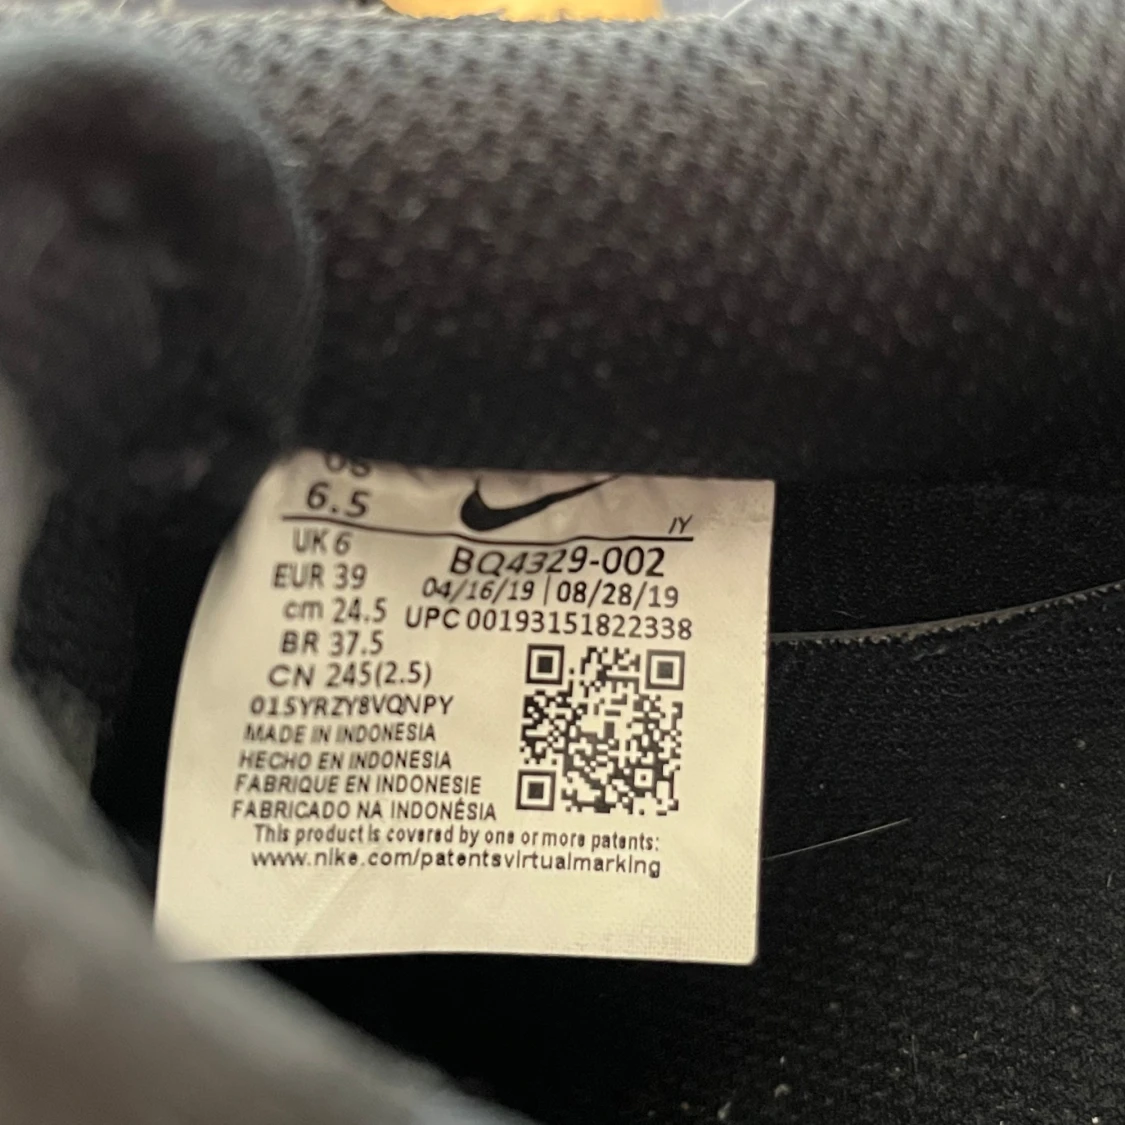 US
6.5
IY
UK 6
BQ4329-002
EUR 39
04/16/19 | 08/28/19
cm 24.5
UPC 00193151822338
BR 37.5
CN 245(2.5)
015YRZY8VQNPY
MADE IN INDONESIA
HECHO EN INDONESIA
FABRIQUE EN INDONESIE
FABRICADO NA INDONÉSIA
This product is covered by one or more patents:
www.nike.com/patentsvirtualmarking